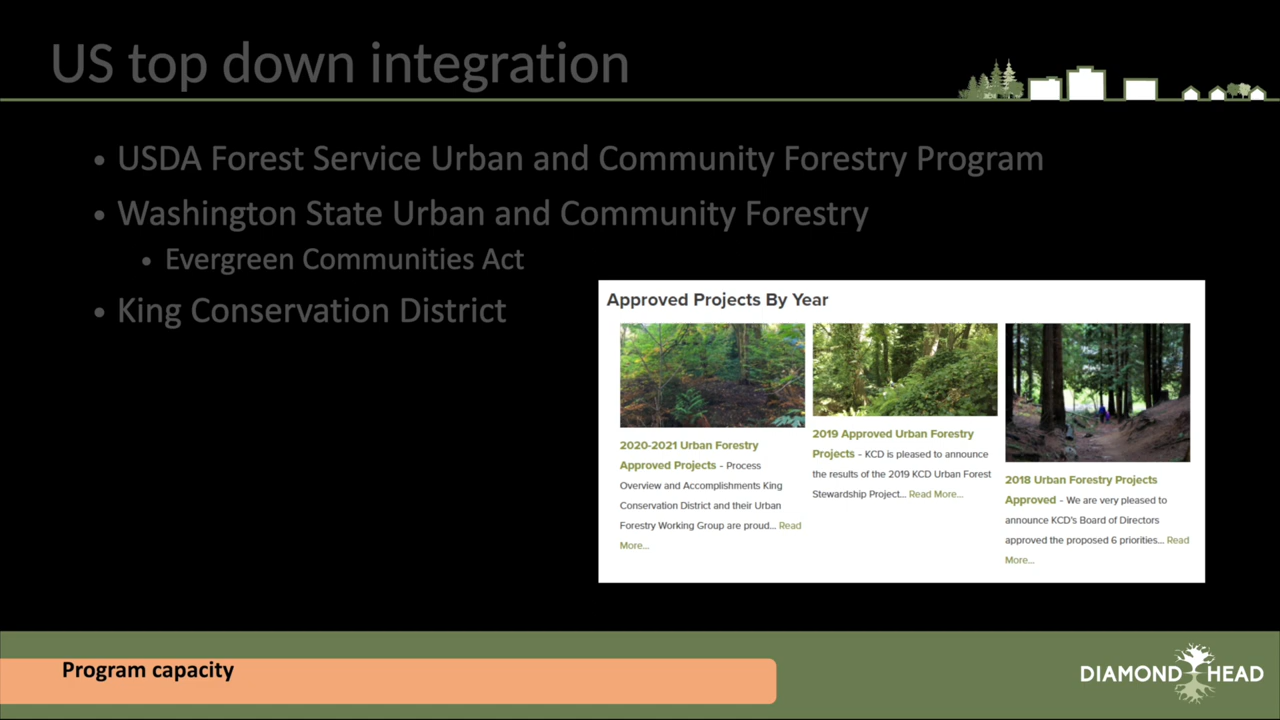 US top down integration
• USDA Forest Service Urban and Community Forestry Program
• Washington State Urban and Community Forestry
• Evergreen Communities Act
• King Conservation District
Approved Projects By Year
2020-2021 Urban Forestry
Approved Projects - Process
Overview and Accomplishments King
Conservation District and their Urban
Forestry Working Group are proud... Read
More...
2019 Approved Urban Forestry
Projects - KCD is pleased to announce
the results of the 2019 KCD Urban Forest
Stewardship Project... Read More...
2018 Urban Forestry Projects
Approved - We are very pleased to
announce KCD's Board of Directors
approved the proposed 6 priorities... Read
More...
Program capacity
DIAMOND HEAD